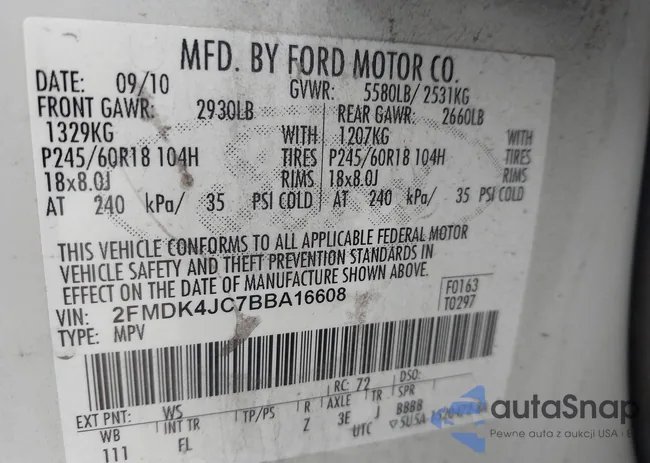 MFD. BY FORD MOTOR CO.
DATE: 09/10 GVWR: 5580LB/ 2531KG
FRONT GAWR: 2930LB REAR GAWR: 2660LB
1329KG WITH 1207KG WITH
P245/60R18 104H TIRES P245/60R18 104H TIRES
18x8.0J RIMS 18x8.0J RIMS
AT 240 kPa/ 35 PSI COLD AT 240 kPa/ 35 PSI COLD
THIS VEHICLE CONFORMS TO ALL APPLICABLE FEDERAL MOTOR
VEHICLE SAFETY AND THEFT PREVENTION STANDARDS IN
EFFECT ON THE DATE OF MANUFACTURE SHOWN ABOVE.
VIN: 2FMDK4JC7BBA16608 F0163
TYPE: MPV T0297
RC: 72 DSO:
EXT PNT: WS R AXLE TR SPR
WB INT TR TP/PS Z 3E J BBBB
111 FL UTC
autaSnap
Pewne auta z aukcji USA